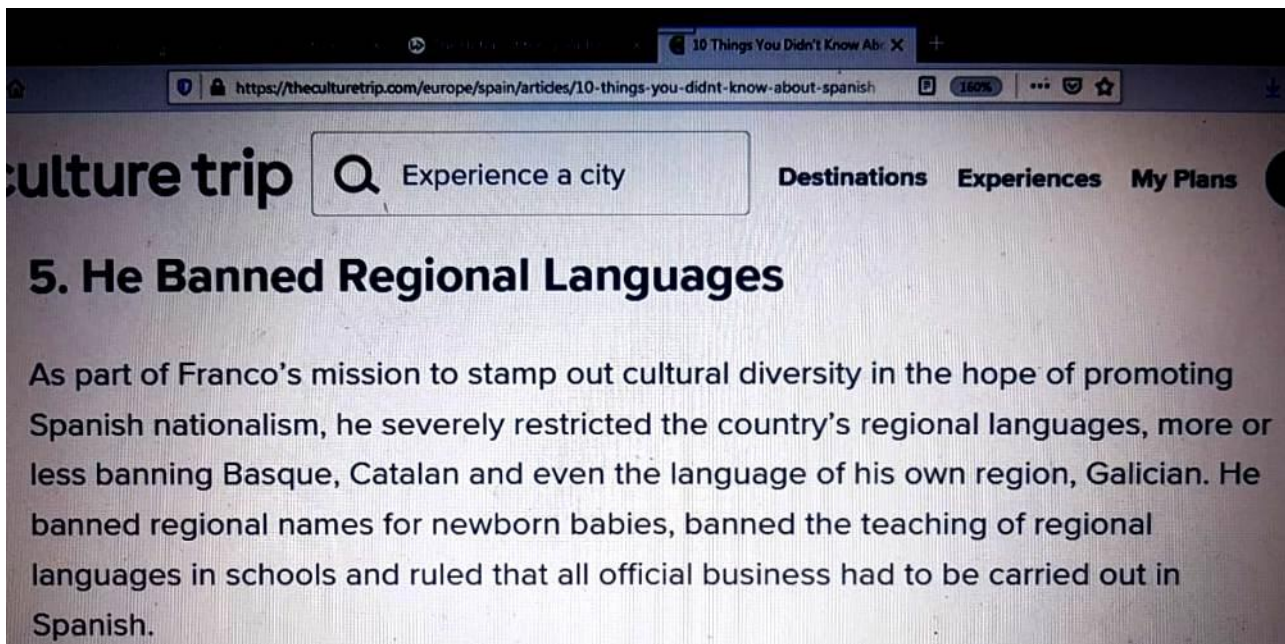 10 Things You Didn't Know Abo
https://theculturetrip.com/europe/spain/articles/10-things-you-didnt-know-about-spanish
160%
culture trip
Experience a city
Destinations Experiences My Plans
5. He Banned Regional Languages
As part of Franco's mission to stamp out cultural diversity in the hope of promoting
Spanish nationalism, he severely restricted the country's regional languages, more or
less banning Basque, Catalan and even the language of his own region, Galician. He
banned regional names for newborn babies, banned the teaching of regional
languages in schools and ruled that all official business had to be carried out in
Spanish.